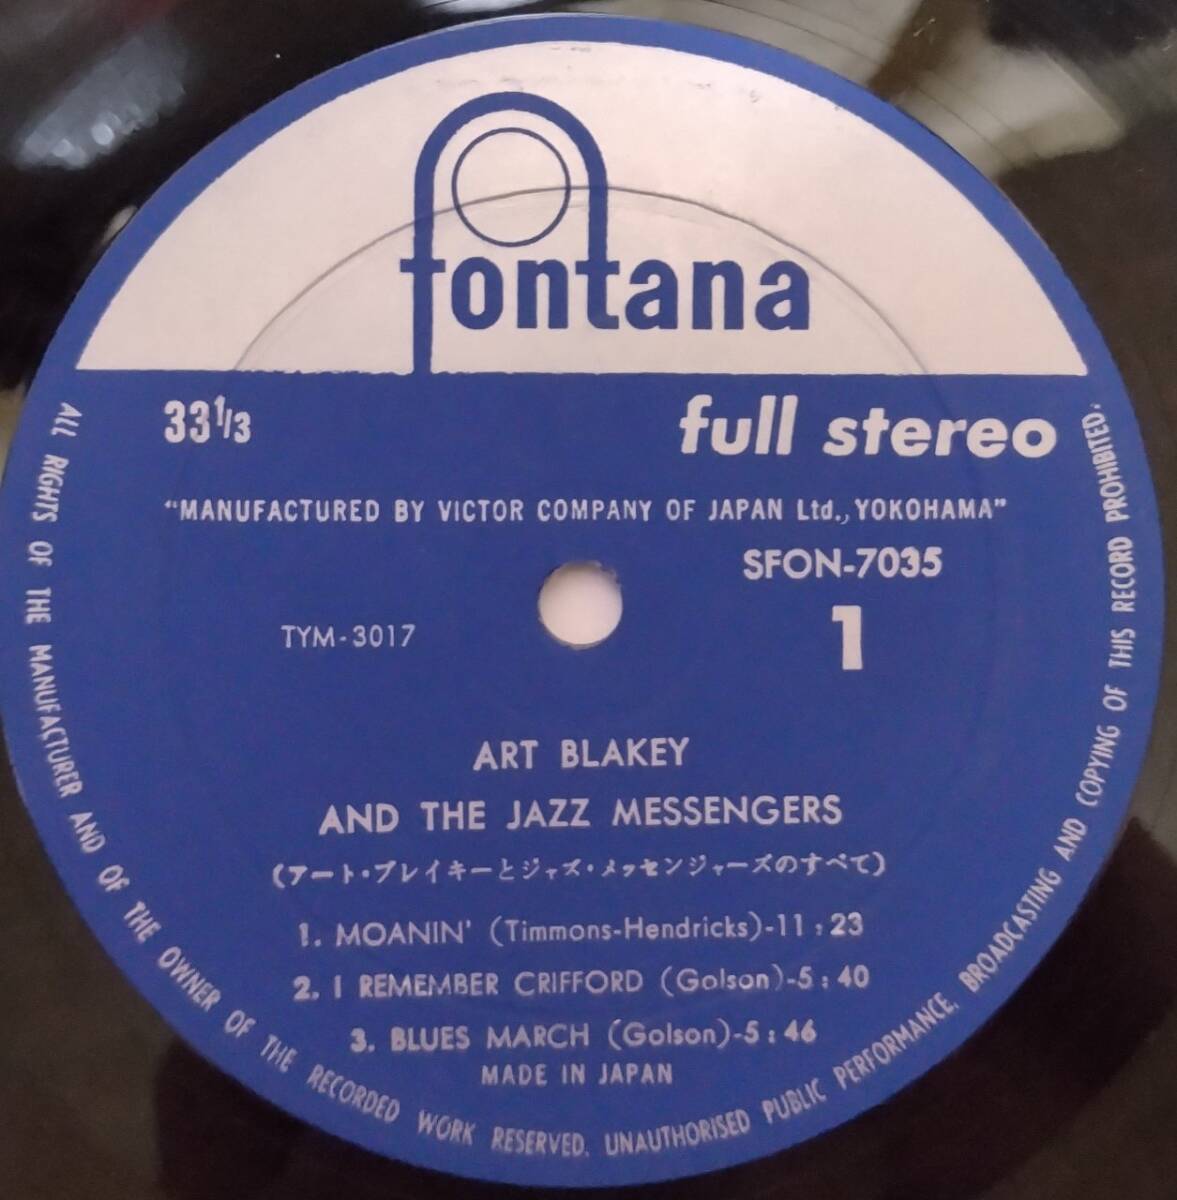 fontana
33 1/3
full stereo
"MANUFACTURED BY VICTOR COMPANY OF JAPAN Ltd., YOKOHAMA"
SFON-7035
TYM-3017
1
ART BLAKEY
AND THE JAZZ MESSENGERS
(アート・ブレイキーとジャズ・メッセンジャーズのすべて)
1. MOANIN' (Timmons-Hendricks)-11:23
2. I REMEMBER CRIFFORD (Golson)-5:40
3. BLUES MARCH (Golson)-5:46
MADE IN JAPAN
ALL RIGHTS OF THE MANUFACTURER AND OF THE OWNER OF THE RECORDED WORK RESERVED. UNAUTHORISED PUBLIC PERFORMANCE, BROADCASTING AND COPYING OF THIS RECORD PROHIBITED.